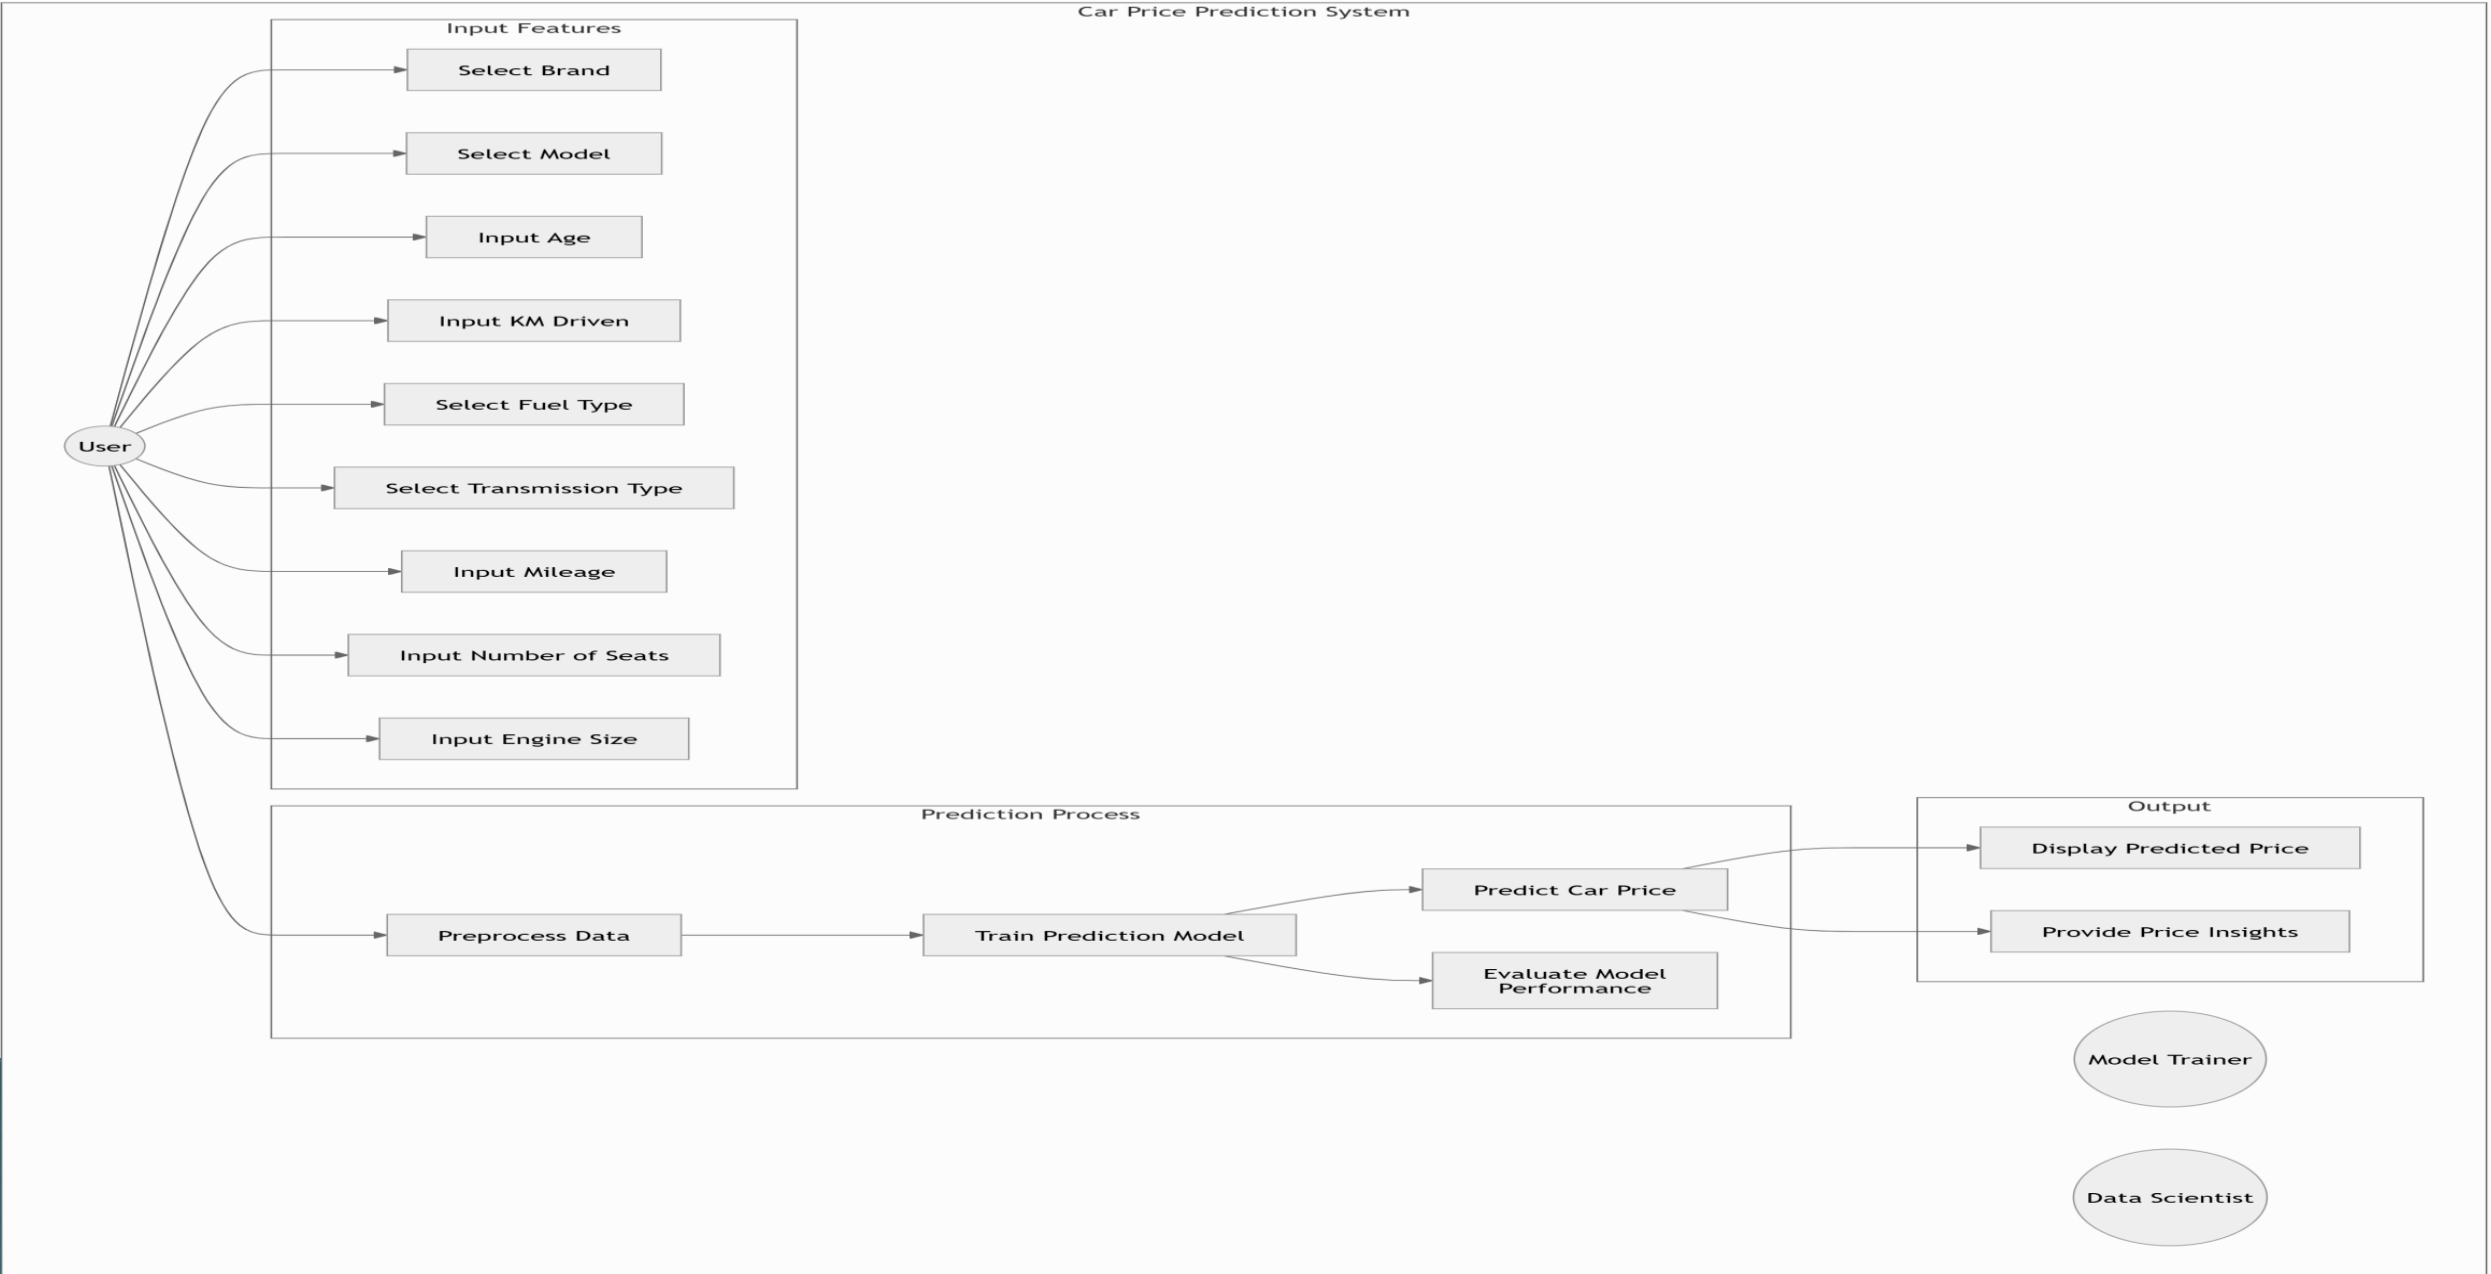 Car Price Prediction System
Input Features
Select Brand
Select Model
Input Age
Input KM Driven
Select Fuel Type
User
Select Transmission Type
Input Mileage
Input Number of Seats
Input Engine Size
Prediction Process
Preprocess Data
Train Prediction Model
Predict Car Price
Evaluate Model
Performance
Output
Display Predicted Price
Provide Price Insights
Model Trainer
Data Scientist